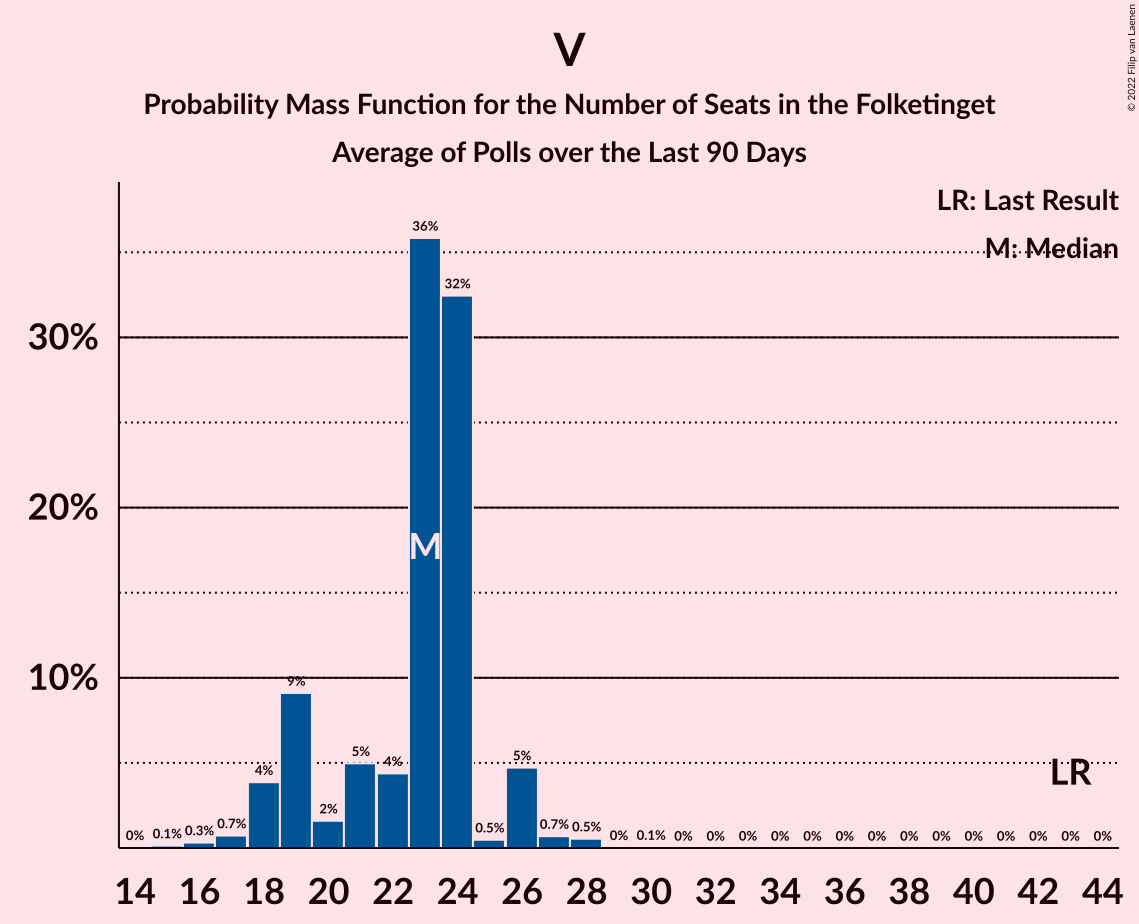 © 2022 Filip van Laenen
V
Probability Mass Function for the Number of Seats in the Folketinget
Average of Polls over the Last 90 Days
LR: Last Result
M: Median
30%
20%
10%
0% 0.1% 0.3% 0.7% 4% 9% 2% 5% 4% 36% 32% 0.5% 5% 0.7% 0.5% 0% 0.1% 0% 0% 0% 0% 0% 0% 0% 0% 0% 0% 0% 0% 0% 0%
M
LR
14 16 18 20 22 24 26 28 30 32 34 36 38 40 42 44